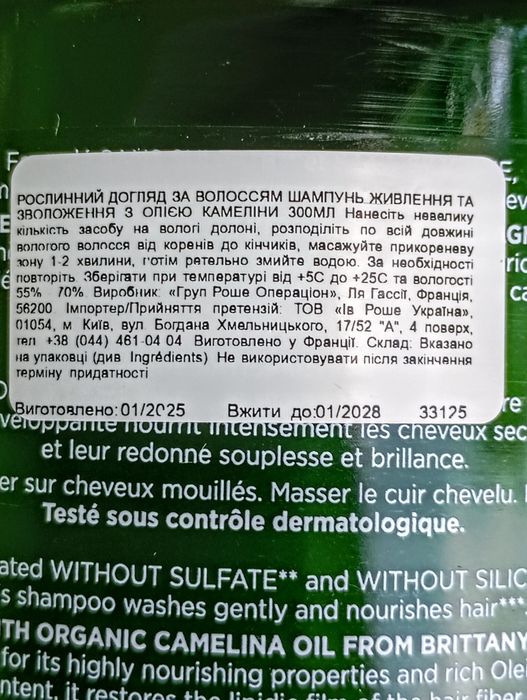 РОСЛИННИЙ ДОГЛЯД ЗА ВОЛОССЯМ ШАМПУНЬ ЖИВЛЕННЯ ТА
ЗВОЛОЖЕННЯ З ОЛІЄЮ КАМЕЛІНИ 300МЛ Нанесіть невелику
кількість засобу на вологі долоні, розподіліть по всій довжині
вологого волосся від коренів до кінчиків, масажуйте прикореневу
зону 1-2 хвилини, потім ретельно змийте водою. За необхідності
повторіть. Зберігати при температурі від +5С до +25С та вологості
55% 70%. Виробник: «Груп Роше Операціон», Ля Гассії, Франція,
56200 Імпортер/Прийняття претензій: ТОВ «Ів Роше Україна»,
01054, м Київ, вул Богдана Хмельницького, 17/52 "А", 4 поверх,
тел +38 (044) 461 04 04 Виготовлено у Франції. Склад: Вказано
на упаковці (див Ingrédients) Не використовувати після закінчення
терміну придатності
Виготовлено:01/2025 Вжити до:01/2028 33125
nourrit intensément les cheveux sec
et leur redonne souplesse et brillance.
er sur cheveux mouillés. Masser le cuir chevelu.
Testé sous contrôle dermatologique.
ated WITHOUT SULFATE** and WITHOUT SILIC
s shampoo washes gently and nourishes hair***
TH ORGANIC CAMELINA OIL FROM BRITTANY
for its highly nourishing properties and rich Ole
ntent, it restores the